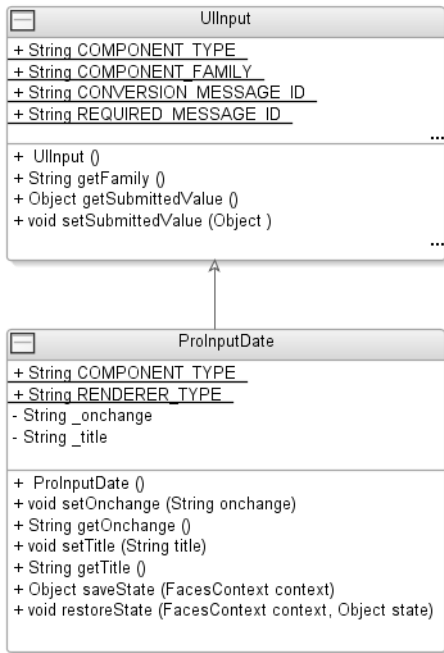 UIInput
+ String COMPONENT_TYPE
+ String COMPONENT_FAMILY
+ String CONVERSION_MESSAGE_ID
+ String REQUIRED_MESSAGE_ID
...
+ UIInput ()
+ String getFamily ()
+ Object getSubmittedValue ()
+ void setSubmittedValue (Object )
...
ProInputDate
+ String COMPONENT_TYPE
+ String RENDERER_TYPE
- String _onchange
- String _title
+ ProInputDate ()
+ void setOnchange (String onchange)
+ String getOnchange ()
+ void setTitle (String title)
+ String getTitle ()
+ Object saveState (FacesContext context)
+ void restoreState (FacesContext context, Object state)